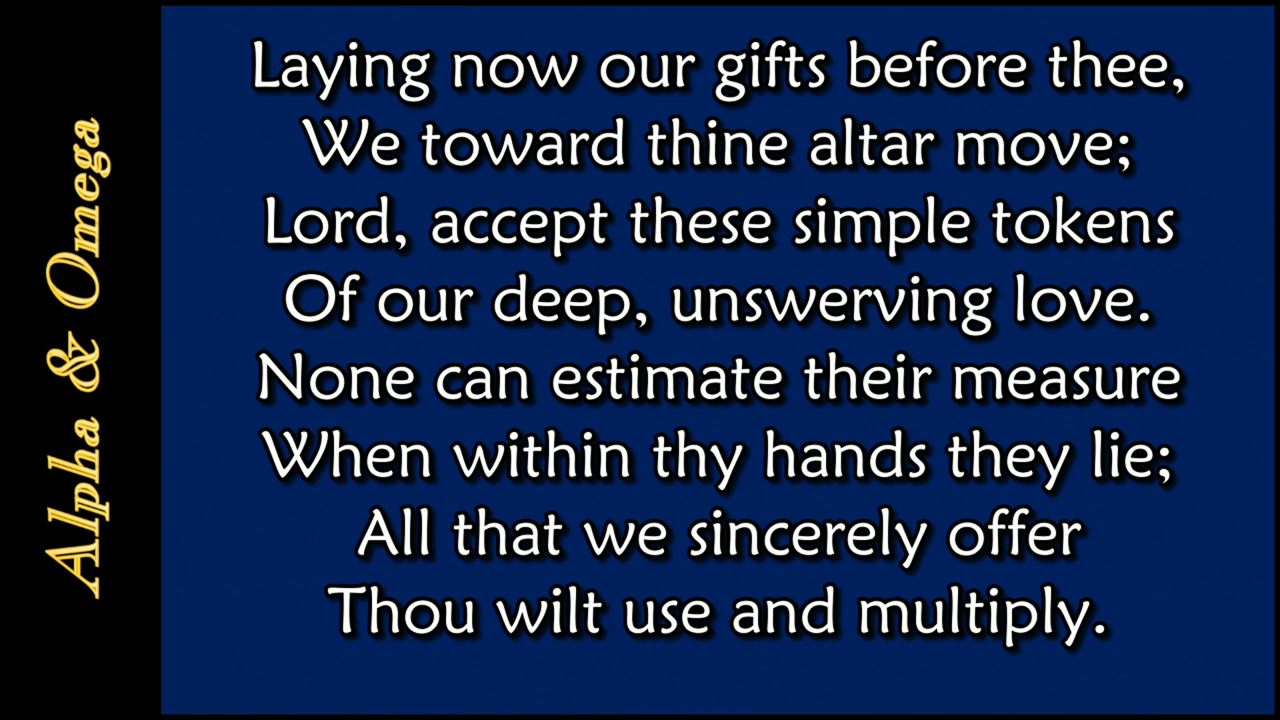 Alpha & Omega
Laying now our gifts before thee,
We toward thine altar move;
Lord, accept these simple tokens
Of our deep, unswerving love.
None can estimate their measure
When within thy hands they lie;
All that we sincerely offer
Thou wilt use and multiply.